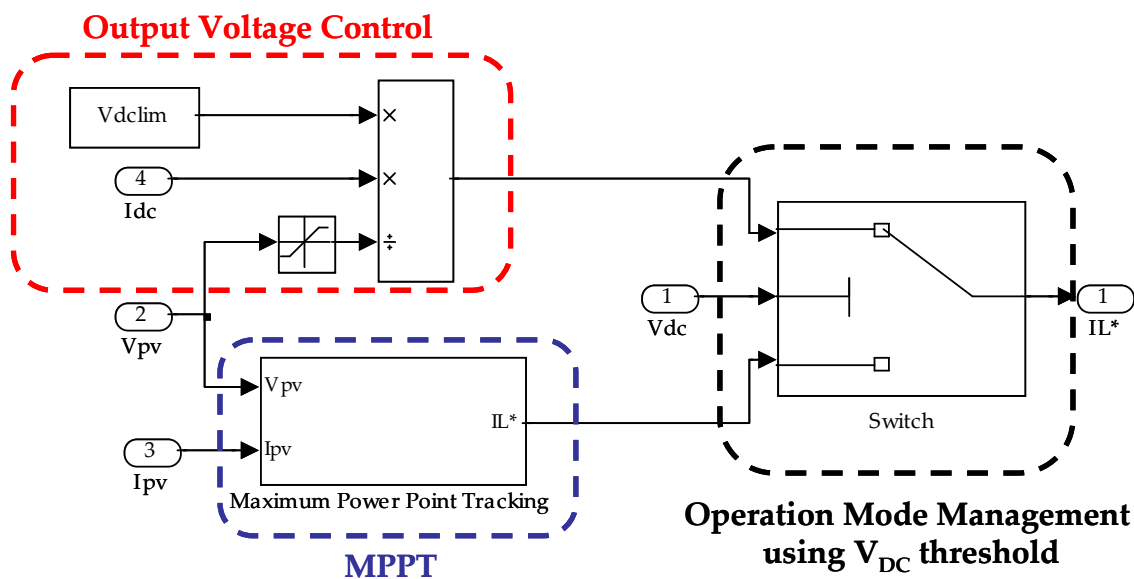 Output Voltage Control
Vdclim
×
4
×
Idc
÷
2
Vpv
1
Vdc
1
IL*
Switch
Vpv
IL*
3
Ipv
Ipv
Maximum Power Point Tracking
MPPT
Operation Mode Management
using VDC threshold